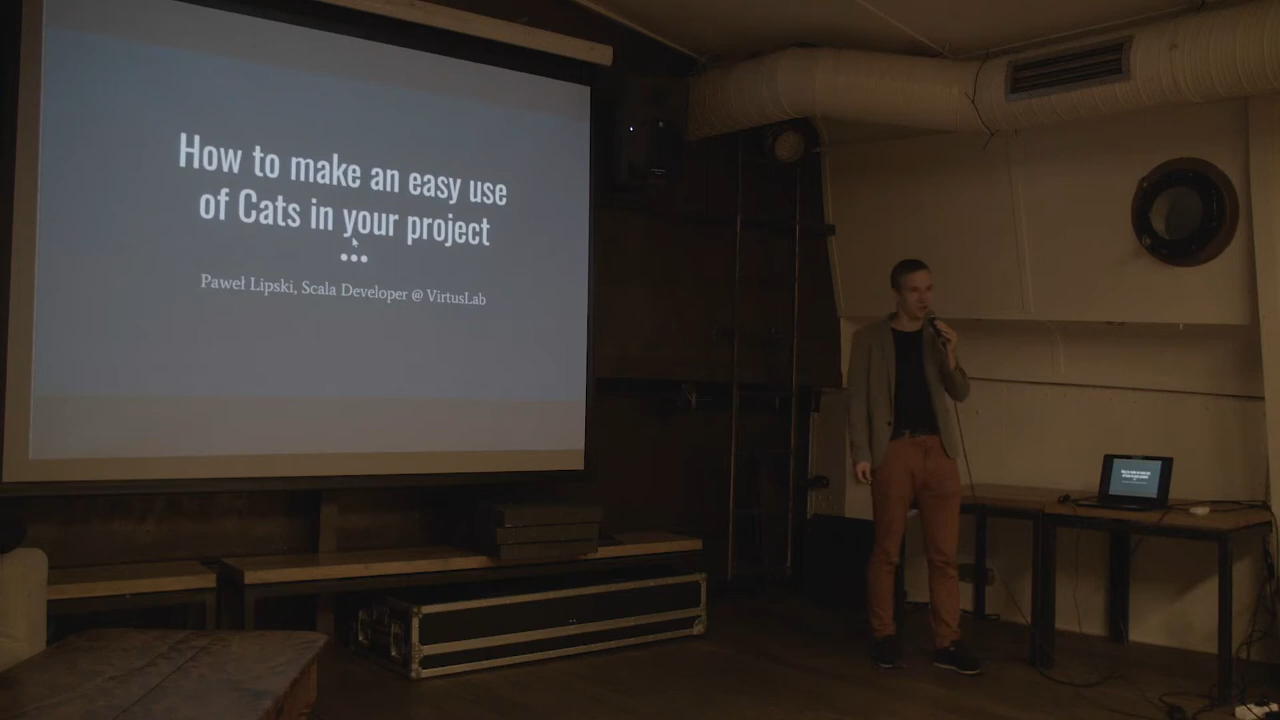 How to make an easy use
of Cats in your project
Paweł Lipski, Scala Developer @ VirtusLab